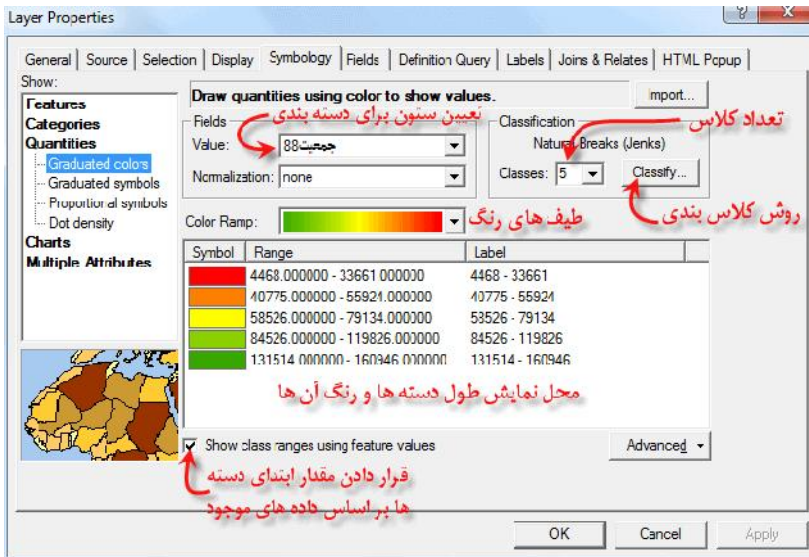 Layer Properties
General Source Selection Display Symbology Fields Definition Query Labels Joins & Relates HTML Popup
Show:
Features
Categories
Quantities
Graduated colors
Graduated symbols
Proportional symbols
Dot density
Charts
Multiple Attributes
Draw quantities using color to show values.
Import...
Fields
تعیین ستون برای دسته بندی
Value: جمعیت88
Normalization: none
Classification
تعداد کلاس
Natural Breaks (Jenks)
Classes: 5 Classify...
روش کلاس بندی
Color Ramp:
طیف های رنگ
Symbol Range Label
4468.000000 - 33661.000000 4468 - 33661
40775.000000 - 55924.000000 40775 - 55924
58526.000000 - 79134.000000 58526 - 79134
84526.000000 - 119826.000000 84526 - 119826
131514.000000 - 160946.000000 131514 - 160946
محل نمایش طول دسته ها و رنگ آن ها
Show class ranges using feature values
Advanced
قرار دادن مقدار ابتدای دسته
ها بر اساس داده های موجود
OK Cancel Apply